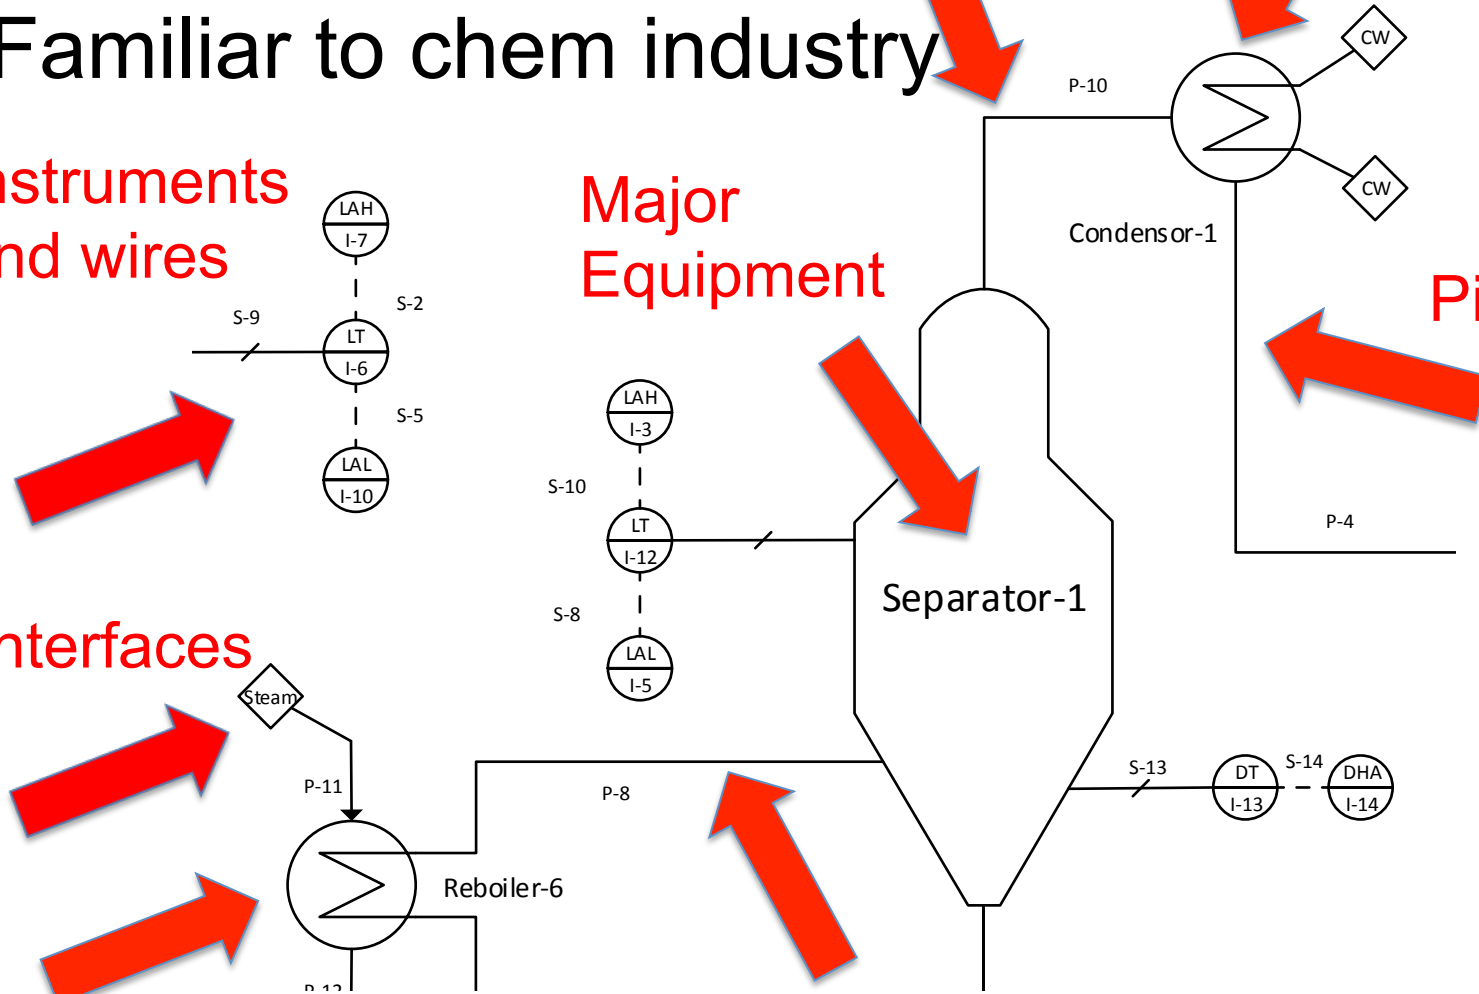 Familiar to chem industry
CW
P-10
nstruments
nd wires
LAH
I-7
Major
Equipment
CW
Condensor-1
S-2
S-9
LT
I-6
Pi
S-5
LAH
I-3
LAL
I-10
S-10
LT
I-12
P-4
Separator-1
S-8
nterfaces
LAL
I-5
Steam
S-13
DT
I-13
S-14
DHA
I-14
P-11
P-8
Reboiler-6
P-12